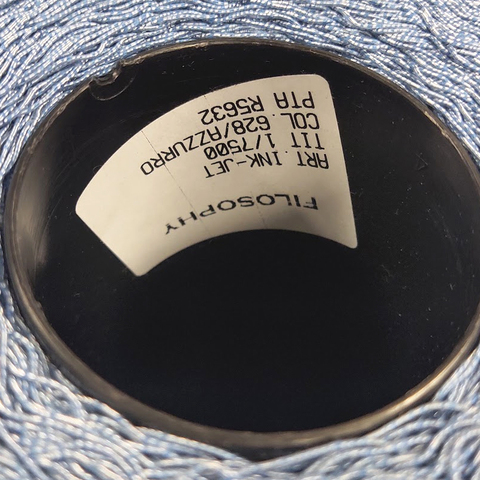 FILOSOPHY
ART. INK-JET
TIT 1/7500
COL. 628/AZZURRO
PTA R5632